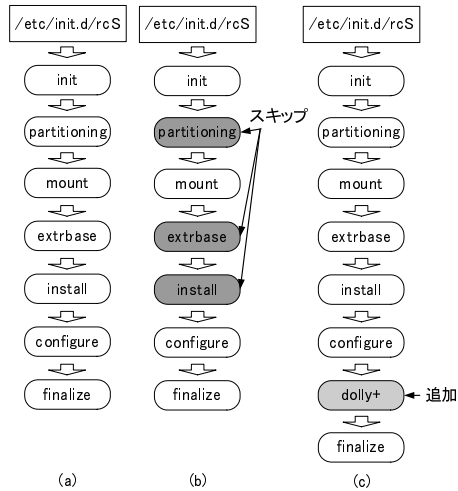 /etc/init.d/rcS
init
partitioning
mount
extrbase
install
configure
finalize
(a)
/etc/init.d/rcS
init
partitioning
mount
extrbase
install
configure
finalize
スキップ
(b)
/etc/init.d/rcS
init
partitioning
mount
extrbase
install
configure
dolly+
追加
finalize
(c)